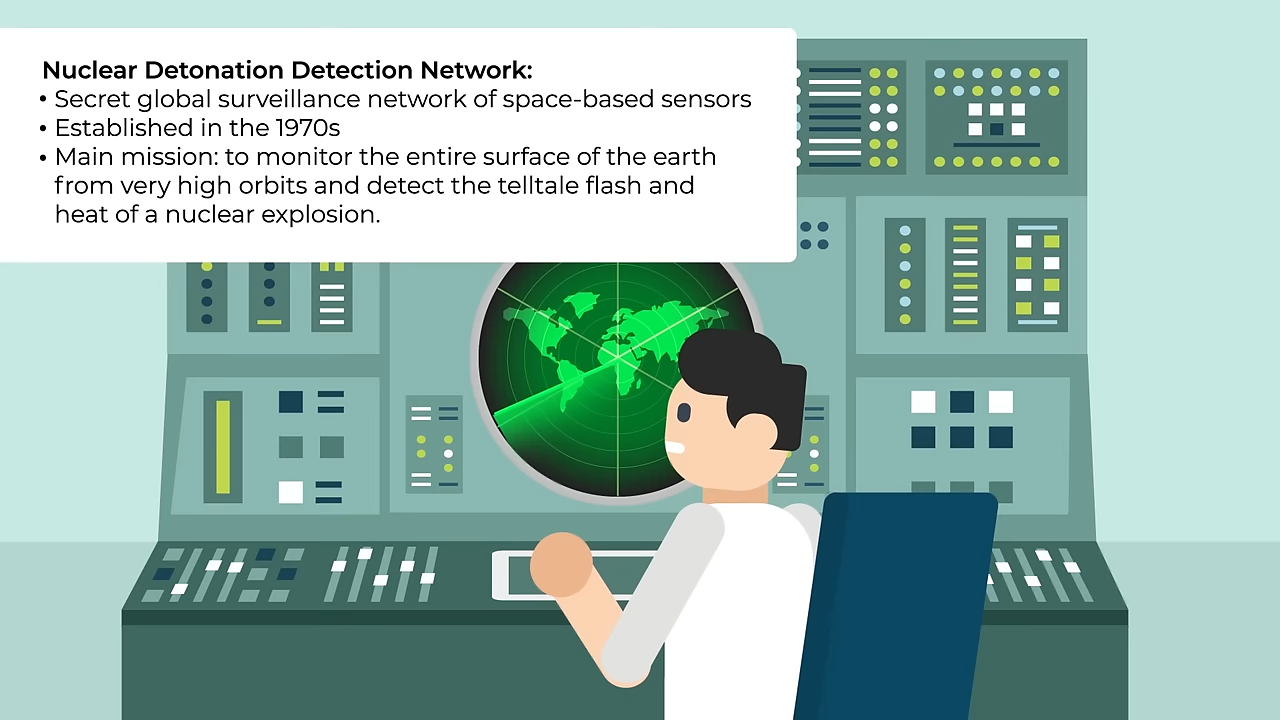 Nuclear Detonation Detection Network:
• Secret global surveillance network of space-based sensors
• Established in the 1970s
• Main mission: to monitor the entire surface of the earth
from very high orbits and detect the telltale flash and
heat of a nuclear explosion.